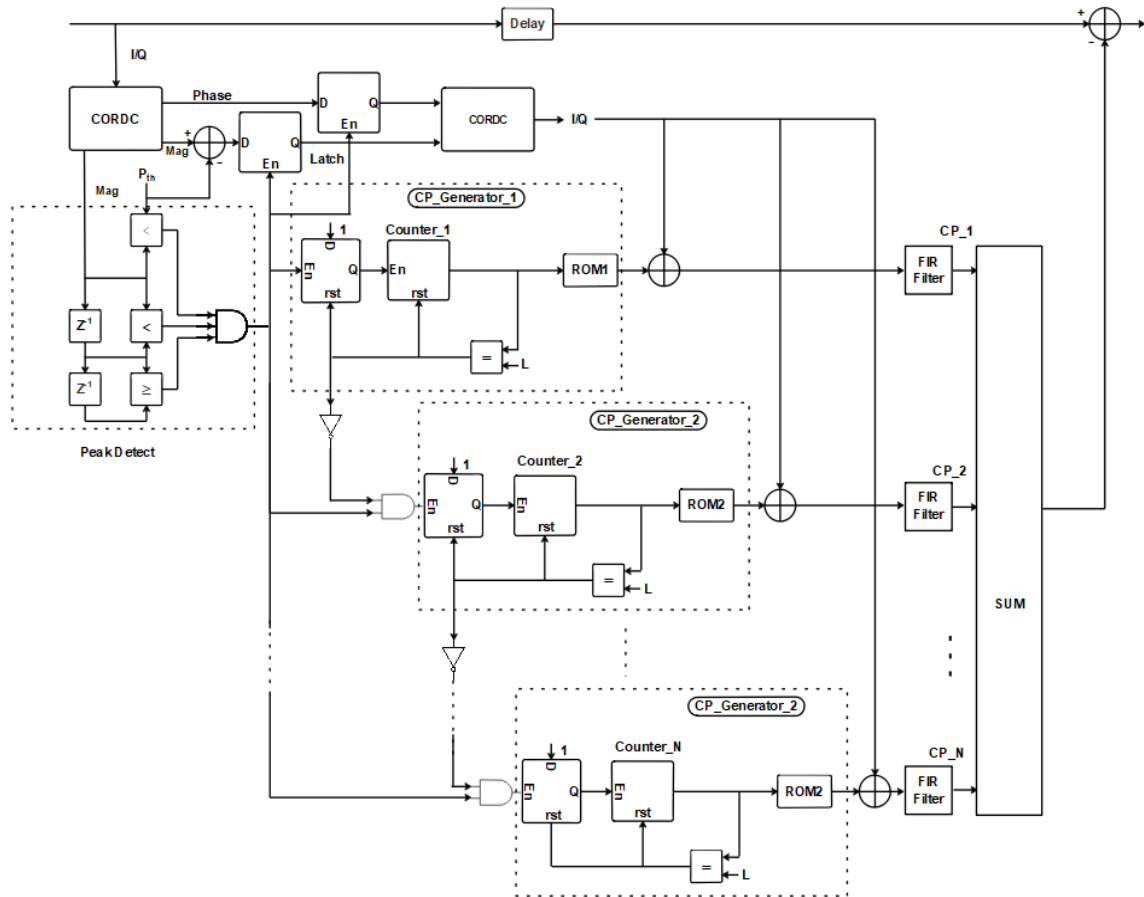 Delay
+
−
I/Q
CORDC
Phase
Mag
+
−
D
Q
En
D
Q
En
Latch
CORDC
I/Q
Mag
P_th
<
Z⁻¹
<
Z⁻¹
≥
Peak Detect
CP_Generator_1
1
D
En
Q
rst
Counter_1
En
rst
ROM1
=
L
CP_1
FIR
Filter
CP_Generator_2
1
D
En
Q
rst
Counter_2
En
rst
ROM2
=
L
CP_2
FIR
Filter
SUM
CP_Generator_2
1
D
En
Q
rst
Counter_N
En
rst
ROM2
=
L
CP_N
FIR
Filter